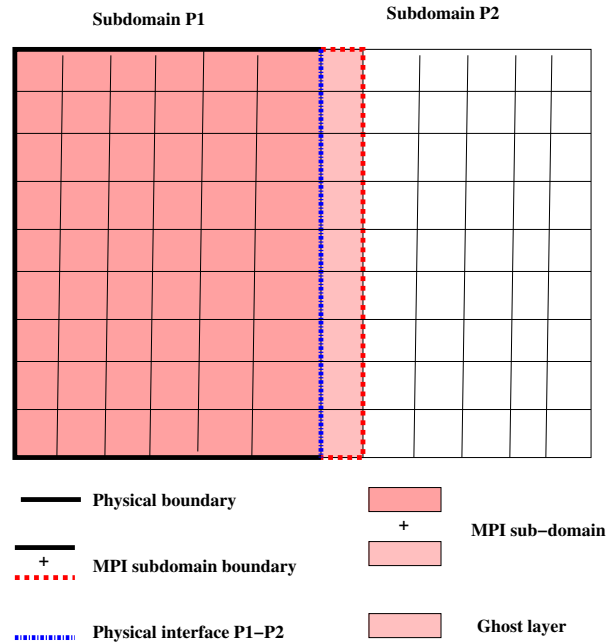 Subdomain P1
Subdomain P2
Physical boundary
+
MPI subdomain boundary
Physical interface P1−P2
+
MPI sub−domain
Ghost layer